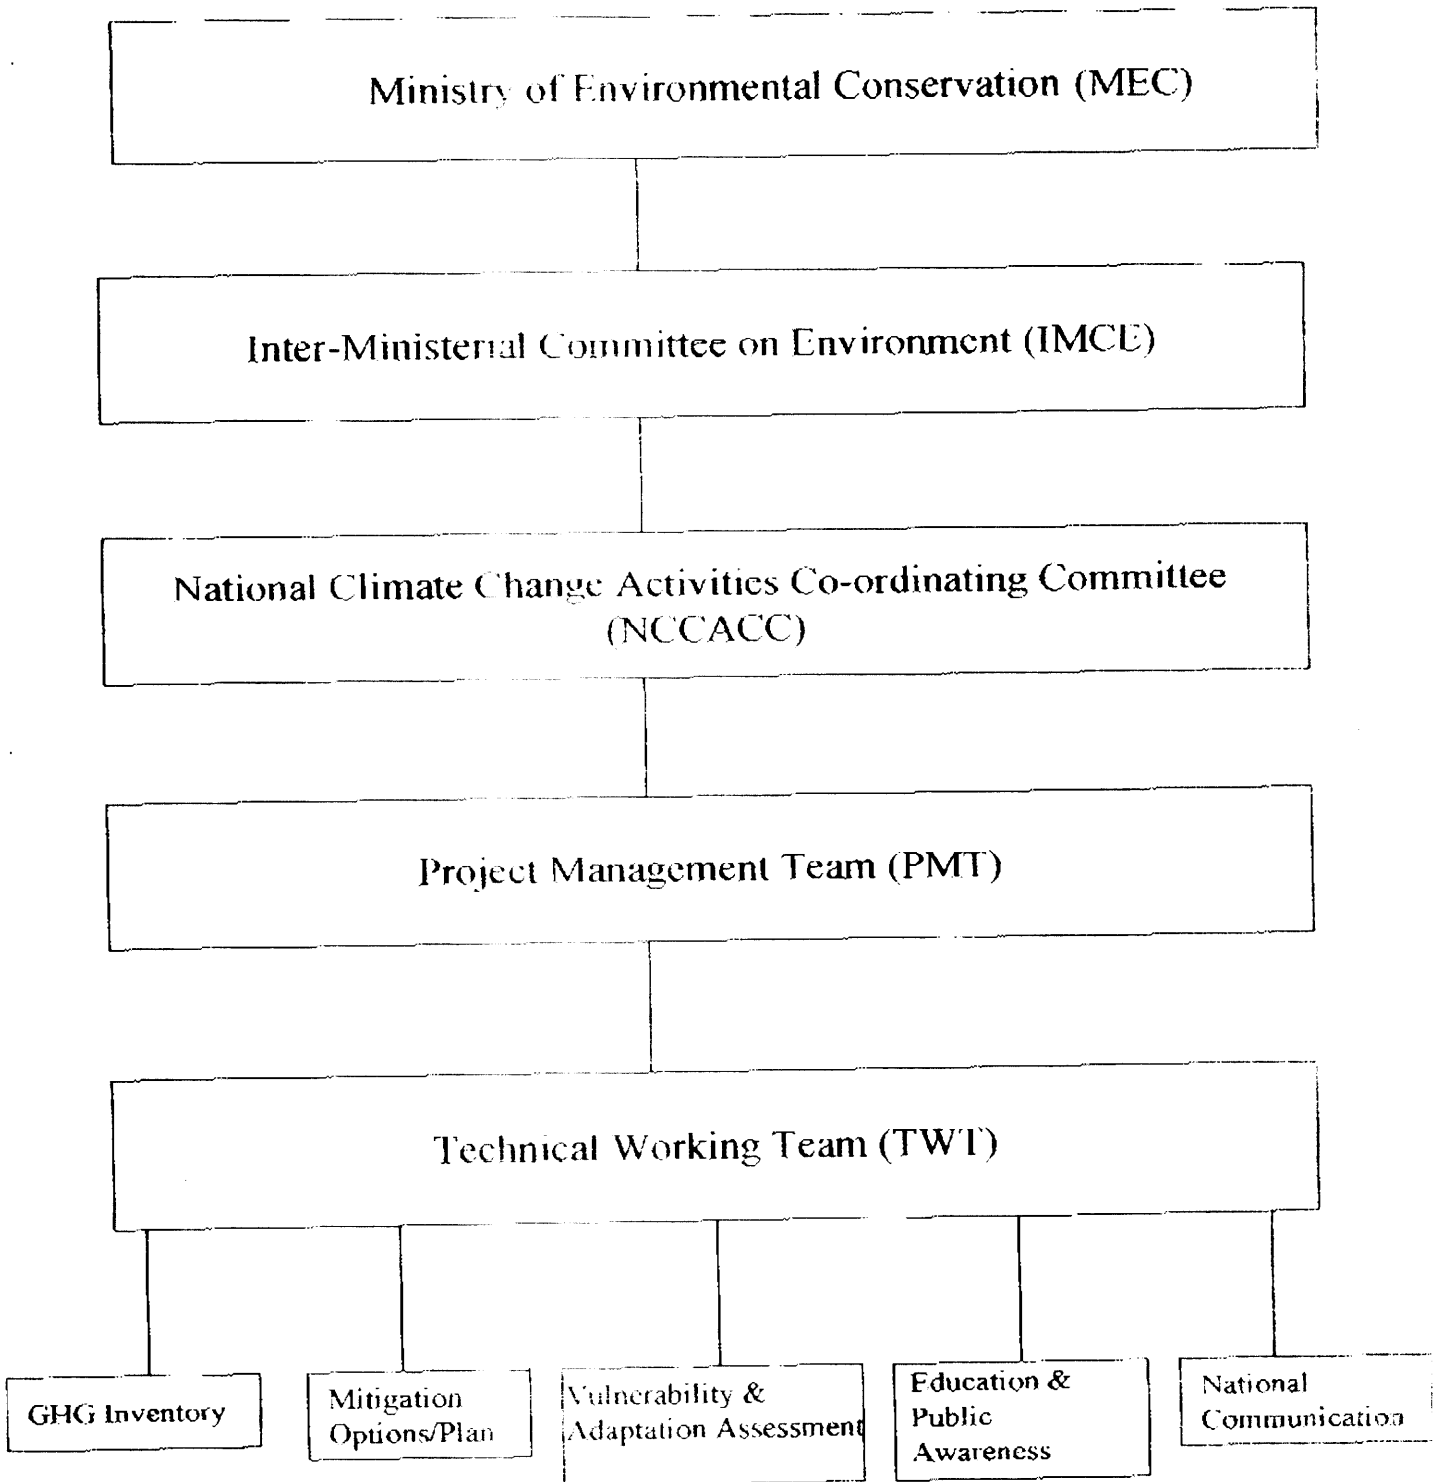 Ministry of Environmental Conservation (MEC)
Inter-Ministerial Committee on Environment (IMCE)
National Climate Change Activities Co-ordinating Committee
(NCCACC)
Project Management Team (PMT)
Technical Working Team (TWT)
GHG Inventory
Mitigation
Options/Plan
Vulnerability &
Adaptation Assessment
Education &
Public
Awareness
National
Communication